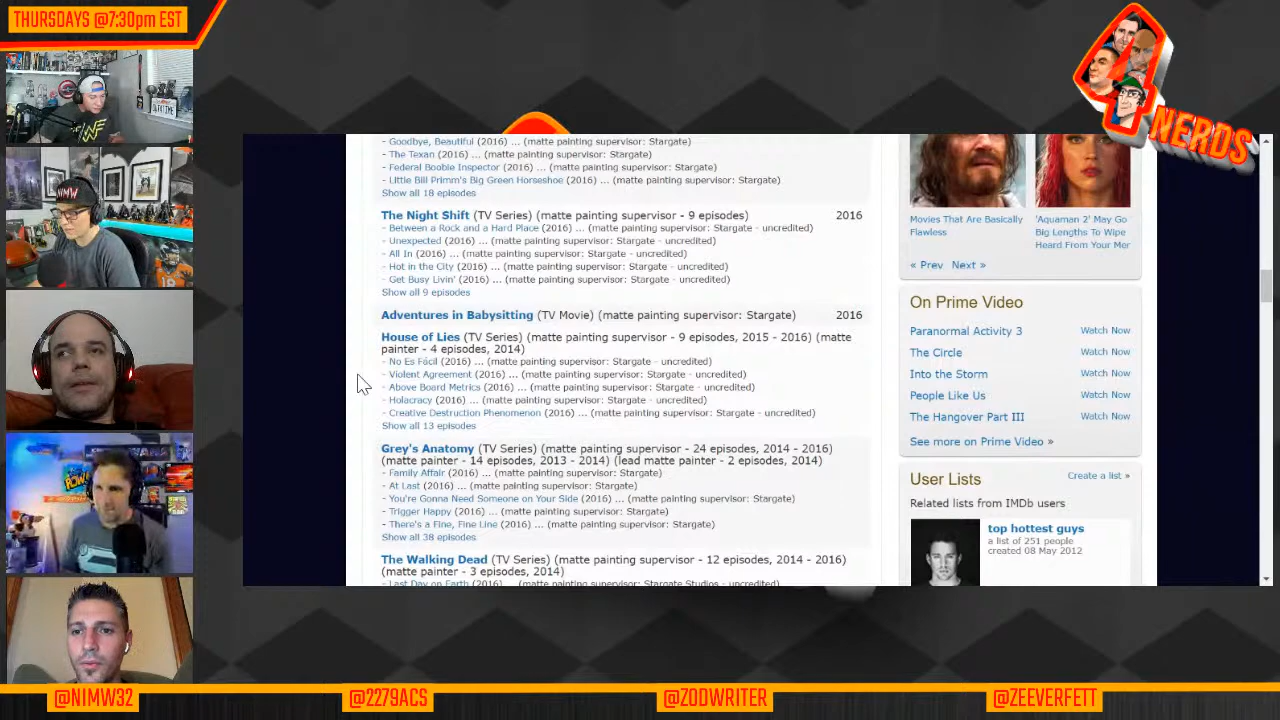 THURSDAYS @7:30pm EST
4
NERDS
- Goodbye, Beautiful (2016) ... (matte painting supervisor: Stargate)
- The Texan (2016) ... (matte painting supervisor: Stargate)
- Federal Boobie Inspector (2016) ... (matte painting supervisor: Stargate)
- Little Bill Primm's Big Green Horseshoe (2016) ... (matte painting supervisor: Stargate)
Show all 18 episodes
The Night Shift (TV Series) (matte painting supervisor - 9 episodes) 2016
- Between a Rock and a Hard Place (2016) ... (matte painting supervisor: Stargate - uncredited)
- Unexpected (2016) ... (matte painting supervisor: Stargate - uncredited)
- All In (2016) ... (matte painting supervisor: Stargate - uncredited)
- Hot in the City (2016) ... (matte painting supervisor: Stargate - uncredited)
- Get Busy Livin' (2016) ... (matte painting supervisor: Stargate - uncredited)
Show all 9 episodes
Adventures in Babysitting (TV Movie) (matte painting supervisor: Stargate) 2016
House of Lies (TV Series) (matte painting supervisor - 9 episodes, 2015 - 2016) (matte
painter - 4 episodes, 2014)
- No Es Fácil (2016) ... (matte painting supervisor: Stargate - uncredited)
- Violent Agreement (2016) ... (matte painting supervisor: Stargate - uncredited)
- Above Board Metrics (2016) ... (matte painting supervisor: Stargate - uncredited)
- Holacracy (2016) ... (matte painting supervisor: Stargate - uncredited)
- Creative Destruction Phenomenon (2016) ... (matte painting supervisor: Stargate - uncredited)
Show all 13 episodes
Grey's Anatomy (TV Series) (matte painting supervisor - 24 episodes, 2014 - 2016)
(matte painter - 14 episodes, 2013 - 2014) (lead matte painter - 2 episodes, 2014)
- Family Affair (2016) ... (matte painting supervisor: Stargate)
- At Last (2016) ... (matte painting supervisor: Stargate)
- You're Gonna Need Someone on Your Side (2016) ... (matte painting supervisor: Stargate)
- Trigger Happy (2016) ... (matte painting supervisor: Stargate)
- There's a Fine, Fine Line (2016) ... (matte painting supervisor: Stargate)
Show all 38 episodes
The Walking Dead (TV Series) (matte painting supervisor - 12 episodes, 2014 - 2016)
(matte painter - 3 episodes, 2014)
- Last Day on Earth (2016) ... (matte painting supervisor: Stargate Studios - uncredited)
Movies That Are Basically
Flawless
'Aquaman 2' May Go
Big Lengths To Wipe
Heard From Your Mer
« Prev Next »
On Prime Video
Paranormal Activity 3 Watch Now
The Circle Watch Now
Into the Storm Watch Now
People Like Us Watch Now
The Hangover Part III Watch Now
See more on Prime Video »
User Lists Create a list »
Related lists from IMDb users
top hottest guys
a list of 251 people
created 08 May 2012
NIMW
POW
@NIMW32
@2279ACS
@ZODWRITER
@ZEEVERFETT